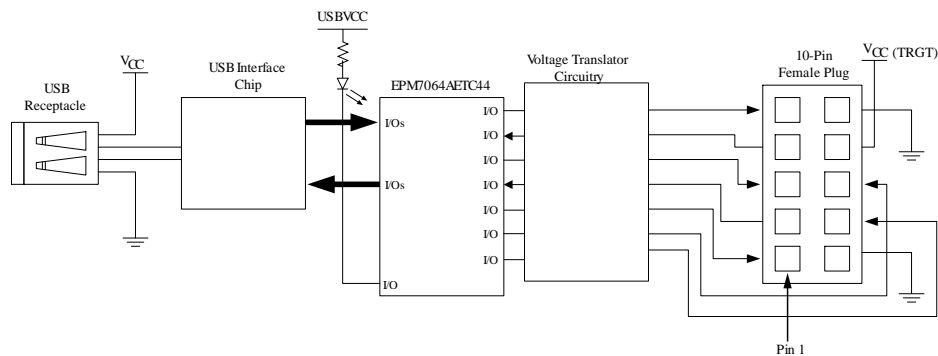 USBVCC
VCC
USB Interface
Chip
USB
Receptacle
EPM7064AETC44
Voltage Translator
Circuitry
10-Pin
Female Plug
VCC (TRGT)
I/Os
I/Os
I/O
I/O
I/O
I/O
I/O
I/O
I/O
I/O
Pin 1